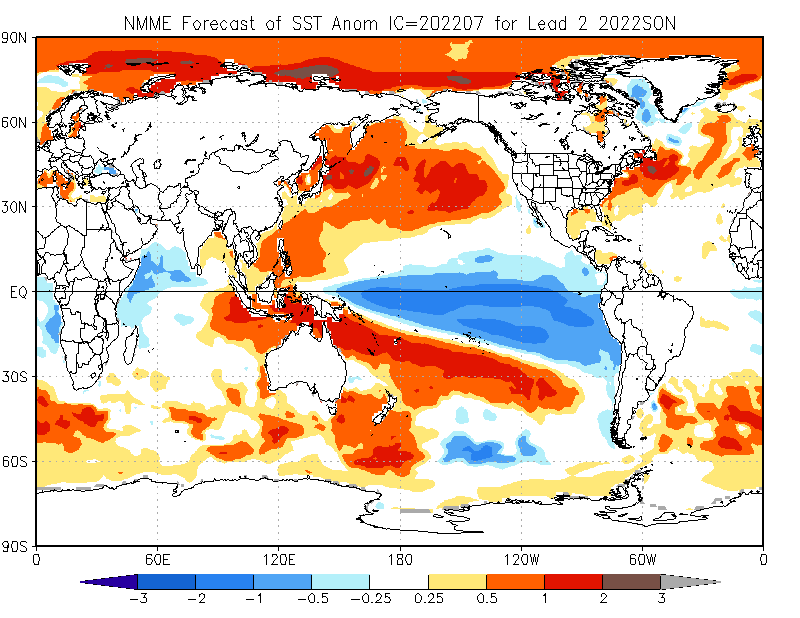 NMME Forecast of SST Anom IC=202207 for Lead 2 2022SON
90N
60N
30N
EQ
30S
60S
90S
0 60E 120E 180 120W 60W 0
-3 -2 -1 -0.5 -0.25 0.25 0.5 1 2 3